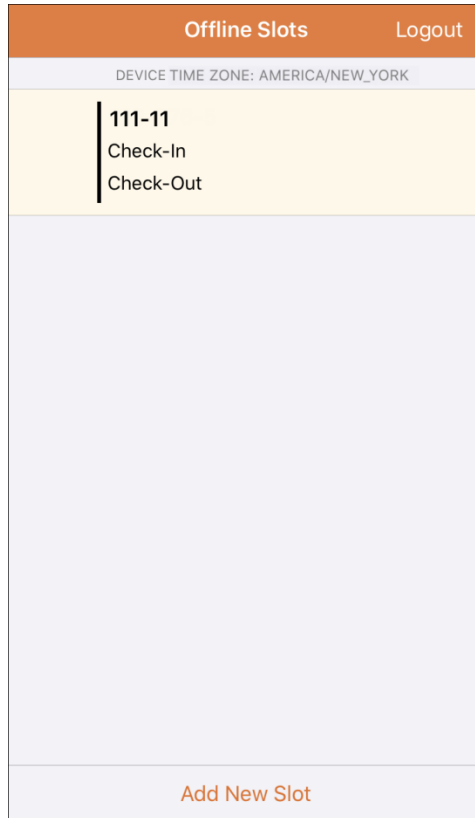 Offline Slots Logout
DEVICE TIME ZONE: AMERICA/NEW_YORK
111-11
Check-In
Check-Out
Add New Slot